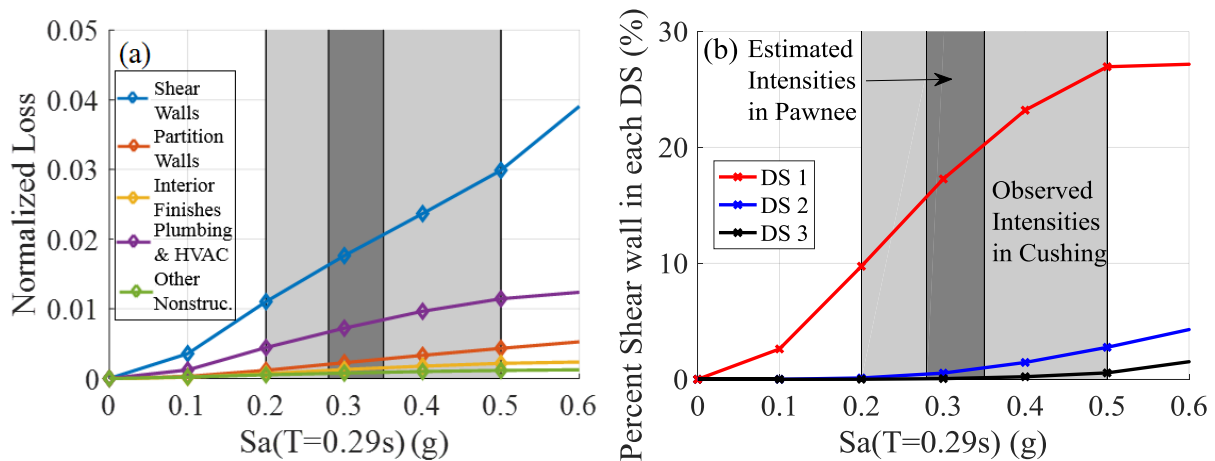 (a)
0.05
0.04
0.03
0.02
0.01
0
Normalized Loss
Shear
Walls
Partition
Walls
Interior
Finishes
Plumbing
& HVAC
Other
Nonstruc.
0
0.1
0.2
0.3
0.4
0.5
0.6
Sa(T=0.29s) (g)
(b)
30
20
10
0
Percent Shear wall in each DS (%)
Estimated
Intensities
in Pawnee
DS 1
DS 2
DS 3
Observed
Intensities
in Cushing
0
0.1
0.2
0.3
0.4
0.5
0.6
Sa(T=0.29s) (g)